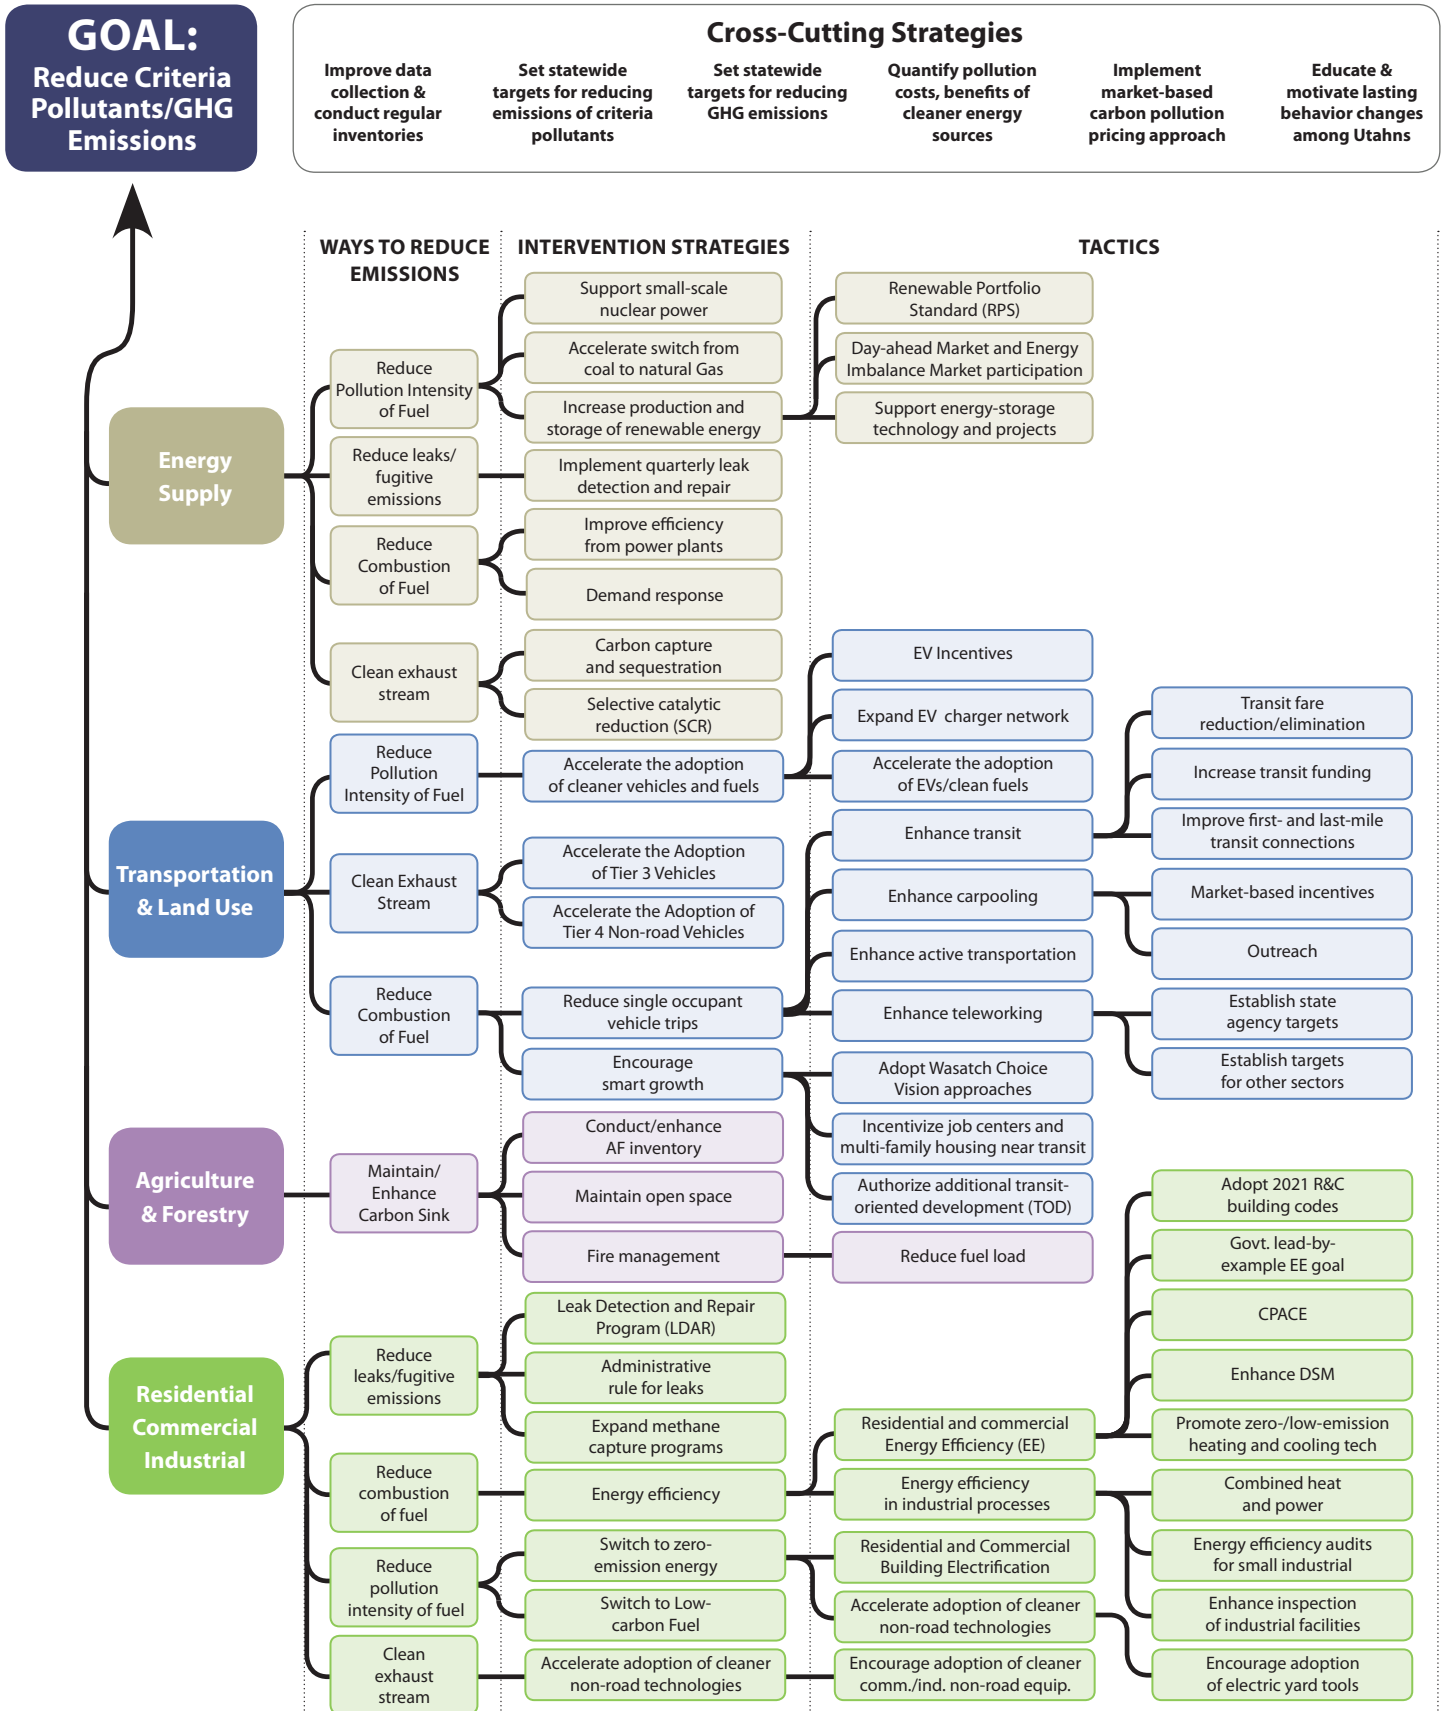 GOAL:
Reduce Criteria
Pollutants/GHG
Emissions
Cross-Cutting Strategies
Improve data
collection &
conduct regular
inventories
Set statewide
targets for reducing
emissions of criteria
pollutants
Set statewide
targets for reducing
GHG emissions
Quantify pollution
costs, benefits of
cleaner energy
sources
Implement
market-based
carbon pollution
pricing approach
Educate &
motivate lasting
behavior changes
among Utahns
WAYS TO REDUCE
EMISSIONS
INTERVENTION STRATEGIES
TACTICS
Energy
Supply
Reduce
Pollution Intensity
of Fuel
Support small-scale
nuclear power
Accelerate switch from
coal to natural Gas
Increase production and
storage of renewable energy
Renewable Portfolio
Standard (RPS)
Day-ahead Market and Energy
Imbalance Market participation
Support energy-storage
technology and projects
Reduce leaks/
fugitive
emissions
Implement quarterly leak
detection and repair
Reduce
Combustion
of Fuel
Improve efficiency
from power plants
Demand response
Clean exhaust
stream
Carbon capture
and sequestration
Selective catalytic
reduction (SCR)
Transportation
& Land Use
Reduce
Pollution
Intensity of Fuel
Accelerate the adoption
of cleaner vehicles and fuels
EV Incentives
Expand EV charger network
Accelerate the adoption
of EVs/clean fuels
Clean Exhaust
Stream
Accelerate the Adoption
of Tier 3 Vehicles
Accelerate the Adoption of
Tier 4 Non-road Vehicles
Reduce
Combustion
of Fuel
Reduce single occupant
vehicle trips
Enhance transit
Transit fare
reduction/elimination
Increase transit funding
Improve first- and last-mile
transit connections
Enhance carpooling
Market-based incentives
Outreach
Enhance active transportation
Enhance teleworking
Establish state
agency targets
Establish targets
for other sectors
Encourage
smart growth
Adopt Wasatch Choice
Vision approaches
Incentivize job centers and
multi-family housing near transit
Authorize additional transit-
oriented development (TOD)
Agriculture
& Forestry
Maintain/
Enhance
Carbon Sink
Conduct/enhance
AF inventory
Maintain open space
Fire management
Reduce fuel load
Residential
Commercial
Industrial
Reduce
leaks/fugitive
emissions
Leak Detection and Repair
Program (LDAR)
Administrative
rule for leaks
Expand methane
capture programs
Reduce
combustion
of fuel
Energy efficiency
Residential and commercial
Energy Efficiency (EE)
Adopt 2021 R&C
building codes
Govt. lead-by-
example EE goal
CPACE
Enhance DSM
Promote zero-/low-emission
heating and cooling tech
Energy efficiency
in industrial processes
Combined heat
and power
Energy efficiency audits
for small industrial
Enhance inspection
of industrial facilities
Reduce
pollution
intensity of fuel
Switch to zero-
emission energy
Switch to Low-
carbon Fuel
Residential and Commercial
Building Electrification
Accelerate adoption of cleaner
non-road technologies
Encourage adoption
of electric yard tools
Clean
exhaust
stream
Accelerate adoption of cleaner
non-road technologies
Encourage adoption of cleaner
comm./ind. non-road equip.